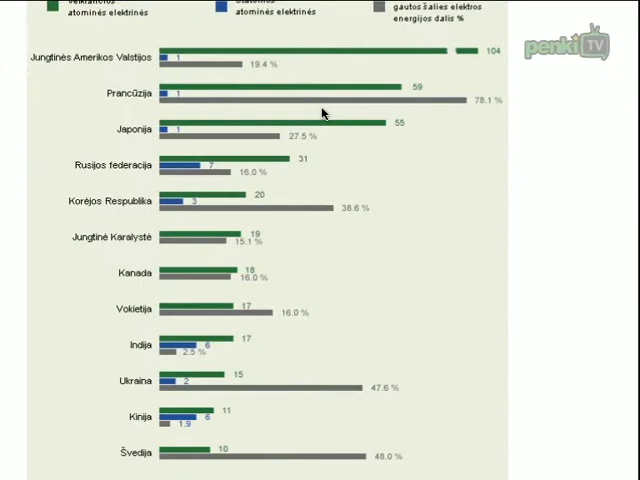 Veikiančios
atominės elektrinės
Statomos
atominės elektrinės
gautos šalies elektros
energijos dalis %
penki TV
Jungtinės Amerikos Valstijos
104
1
19.4 %
Prancūzija
59
1
78.1 %
Japonija
55
1
27.5 %
Rusijos federacija
31
7
16.0 %
Korėjos Respublika
20
3
38.6 %
Jungtinė Karalystė
19
15.1 %
Kanada
18
16.0 %
Vokietija
17
16.0 %
Indija
17
6
2.5 %
Ukraina
15
2
47.6 %
Kinija
11
6
1.9
Švedija
10
48.0 %